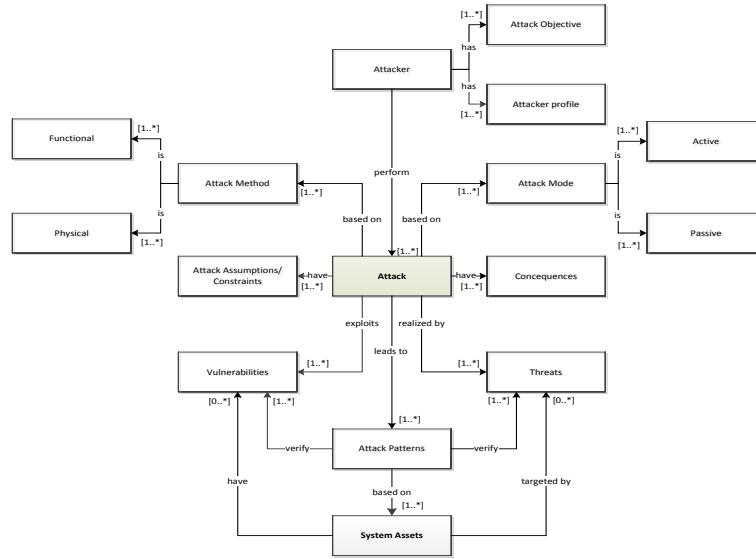 [1..*]
Attack Objective
has
Attacker
has
Attacker profile
[1..*]
Functional
[1..*]
[1..*]
Active
is
is
perform
Attack Method
[1..*]
[1..*]
Attack Mode
is
based on
based on
is
Physical
[1..*]
Passive
[1..*]
[1..*]
Attack Assumptions/
Constraints
have
[1..*]
Attack
have
[1..*]
Concequences
exploits
realized by
leads to
[1..*]
[1..*]
Vulnerabilities
Threats
[0..*]
[1..*]
[1..*]
[0..*]
[1..*]
verify
Attack Patterns
verify
have
based on
targeted by
[1..*]
System Assets